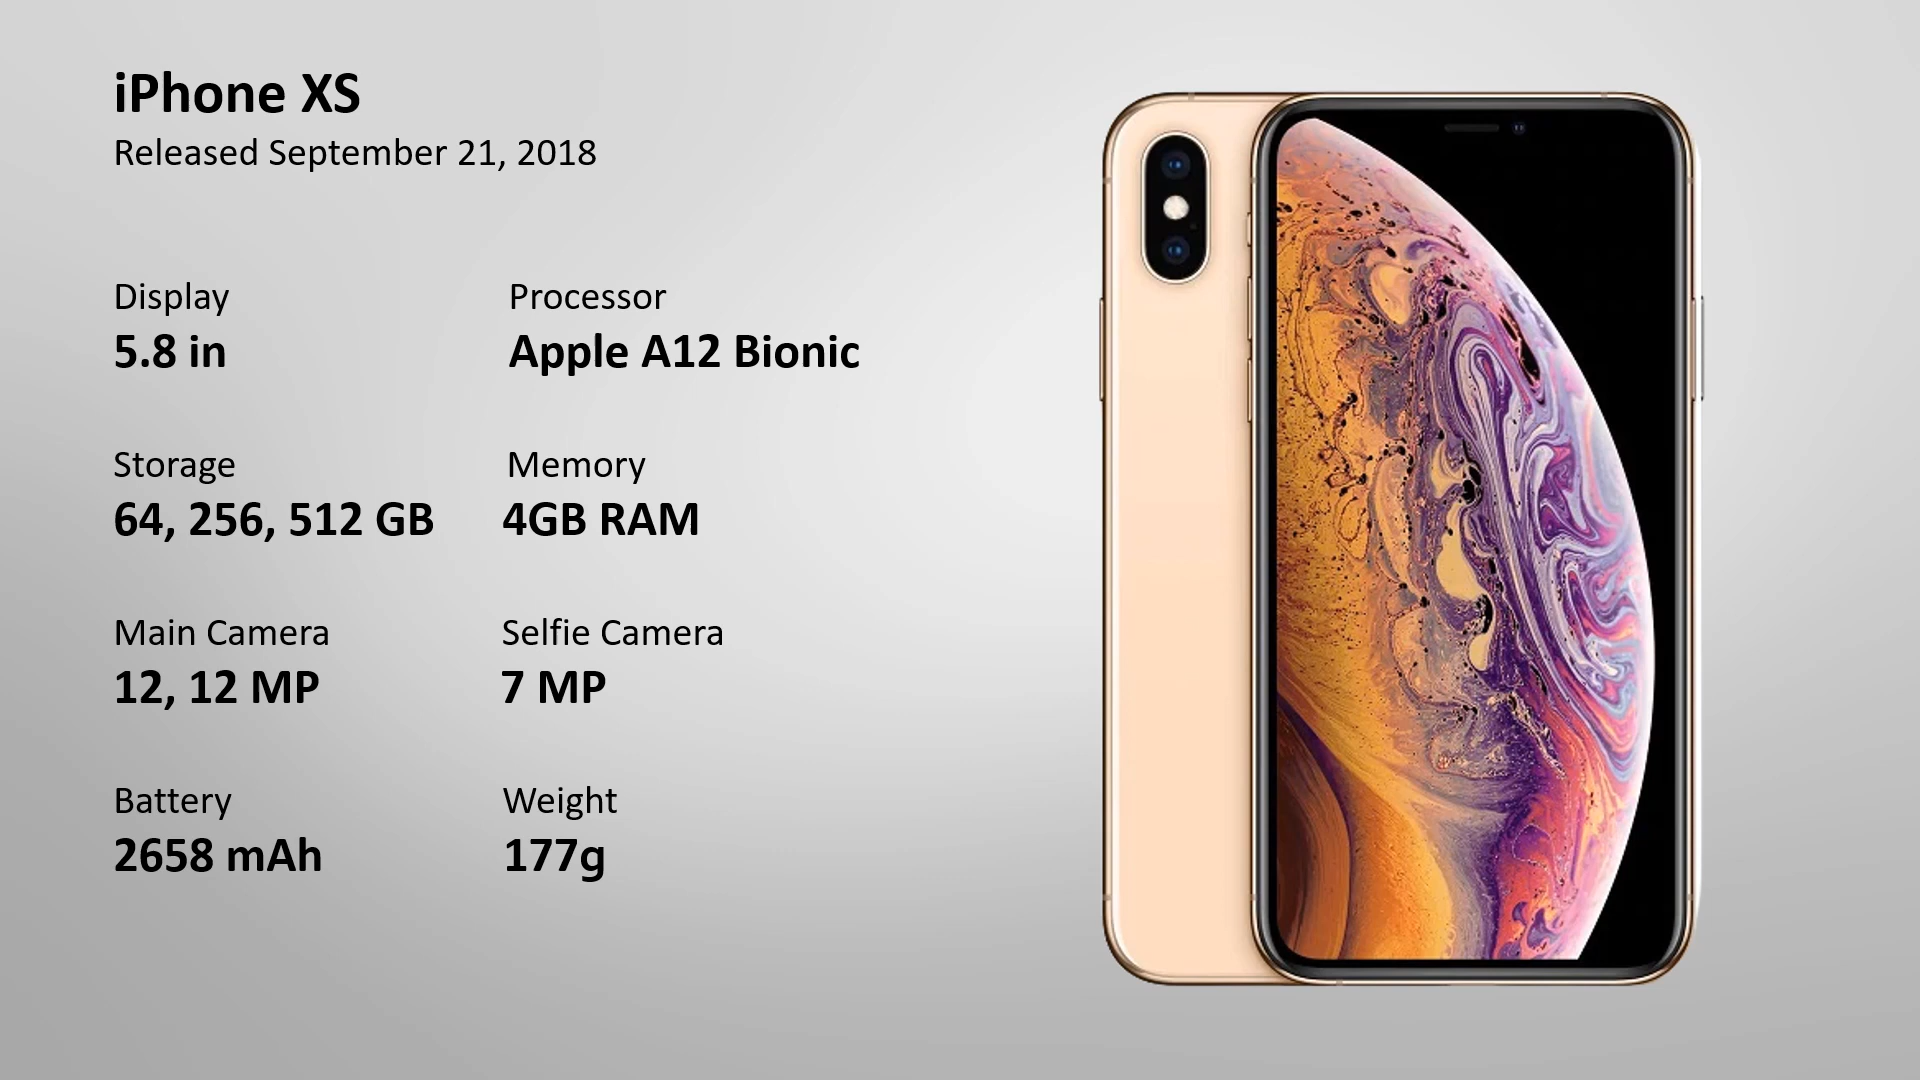 iPhone XS
Released September 21, 2018
Display
5.8 in
Processor
Apple A12 Bionic
Storage
64, 256, 512 GB
Memory
4GB RAM
Main Camera
12, 12 MP
Selfie Camera
7 MP
Battery
2658 mAh
Weight
177g